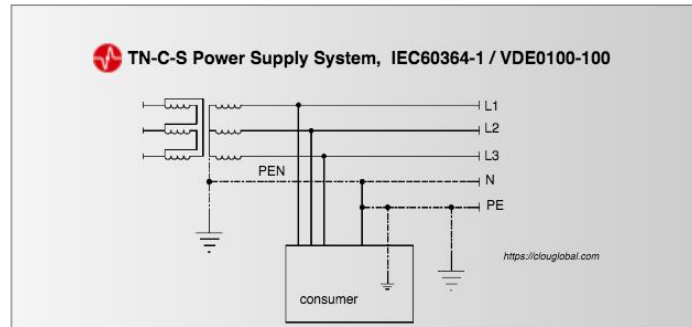 TN-C-S Power Supply System, IEC60364-1 / VDE0100-100
L1
L2
L3
PEN
N
PE
https://clouglobal.com
consumer